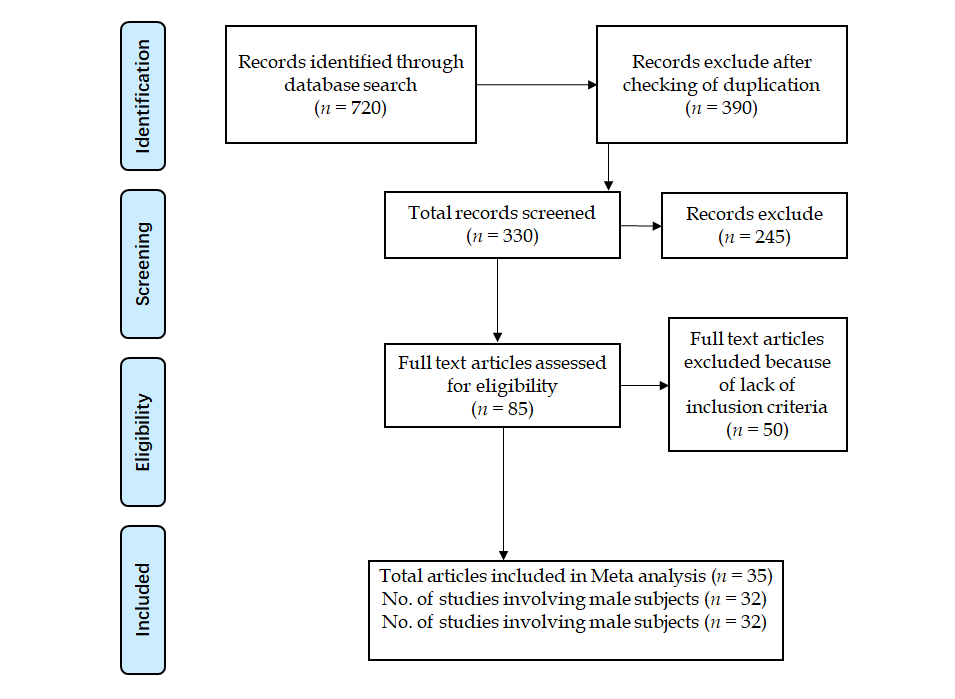 Identification
Records identified through
database search
(n = 720)
Records exclude after
checking of duplication
(n = 390)
Screening
Total records screened
(n = 330)
Records exclude
(n = 245)
Eligibility
Full text articles assessed
for eligibility
(n = 85)
Full text articles
excluded because
of lack of
inclusion criteria
(n = 50)
Included
Total articles included in Meta analysis (n = 35)
No. of studies involving male subjects (n = 32)
No. of studies involving male subjects (n = 32)